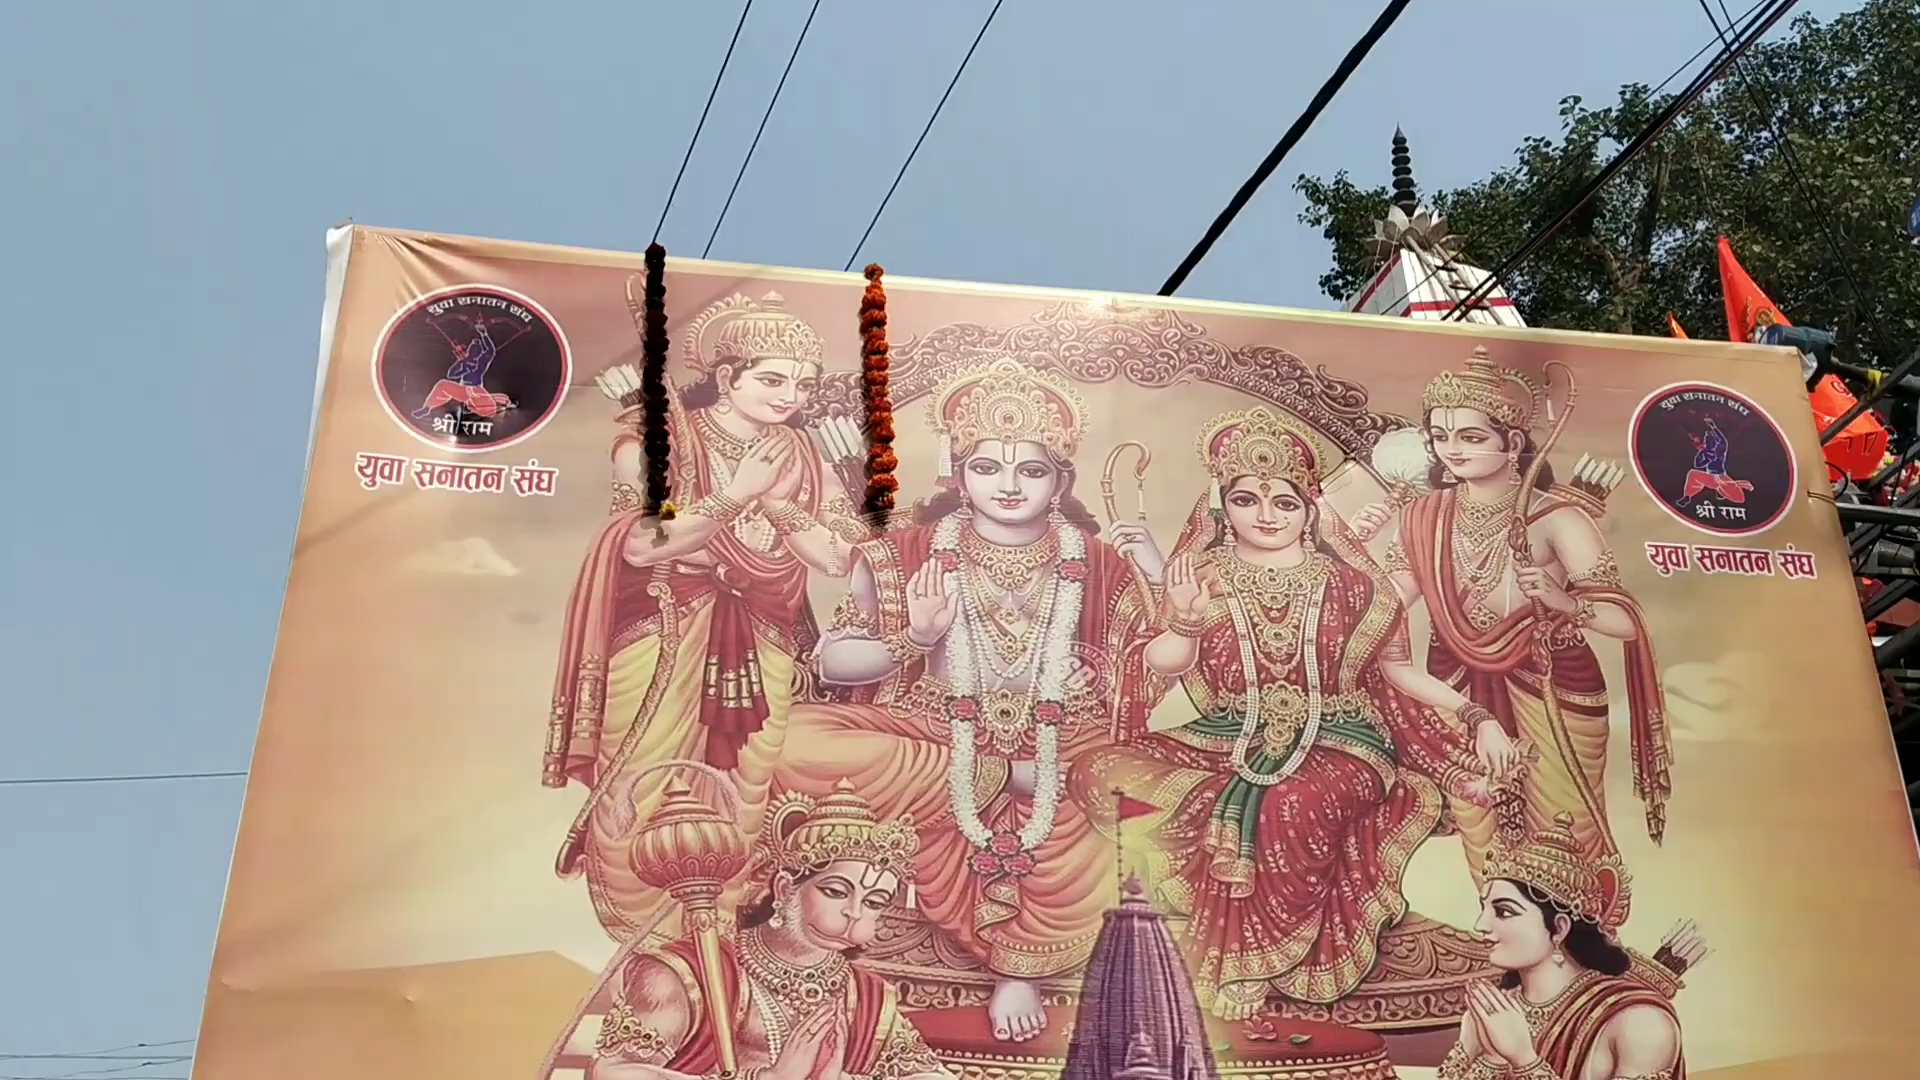 युवा सनातन संघ
श्री राम
युवा सनातन संघ
युवा सनातन संघ
श्री राम
युवा सनातन संघ